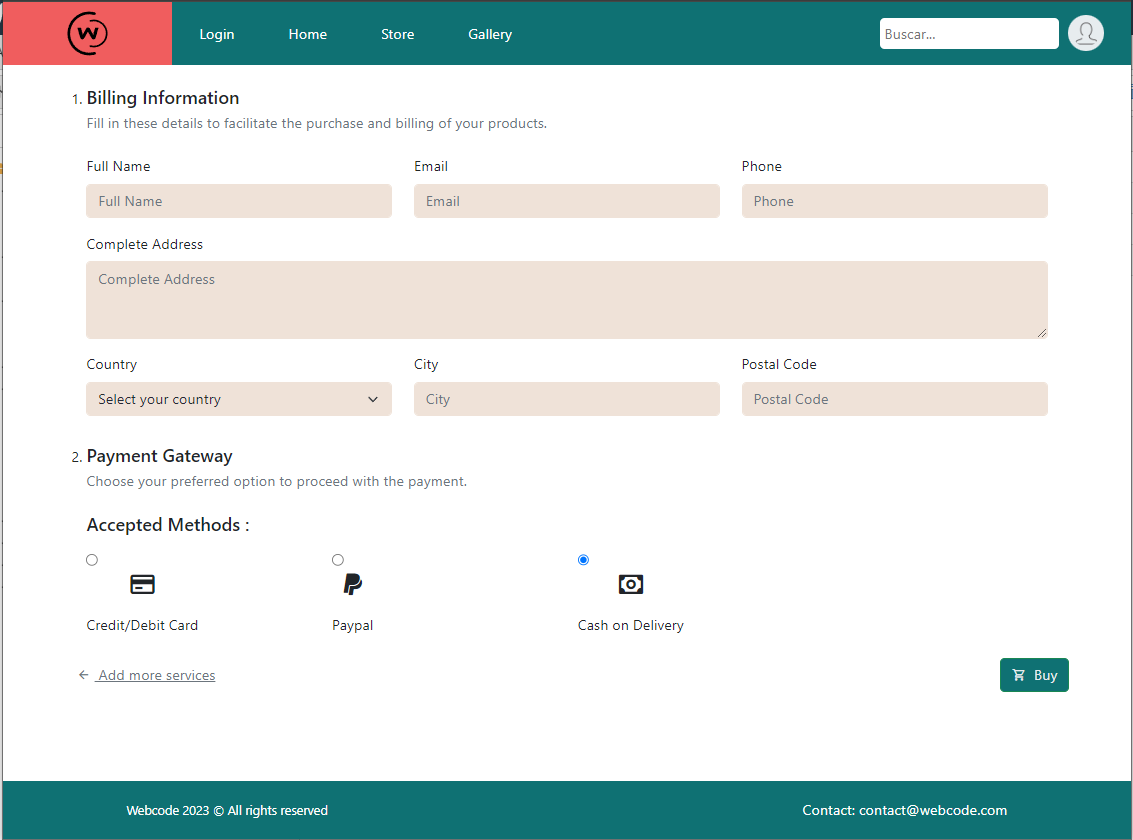 W Login Home Store Gallery Buscar...
1. Billing Information
Fill in these details to facilitate the purchase and billing of your products.
Full Name Email Phone
Full Name Email Phone
Complete Address
Complete Address
Country City Postal Code
Select your country City Postal Code
2. Payment Gateway
Choose your preferred option to proceed with the payment.
Accepted Methods :
Credit/Debit Card Paypal Cash on Delivery
Add more services Buy
Webcode 2023 © All rights reserved Contact: contact@webcode.com